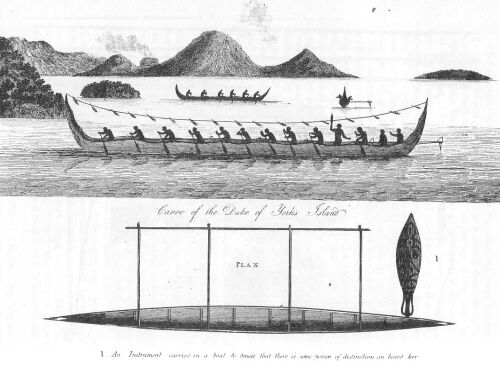 P
Canoe of the Duke of Yorks Island
PLAN
1
1 An Instrument carried in a boat to denote that there is some person of distinction on board her